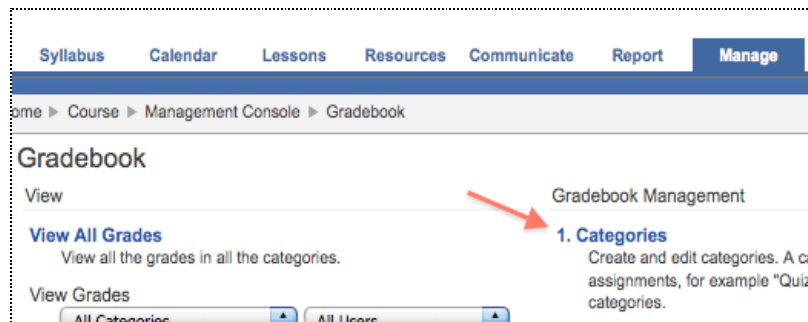 Syllabus Calendar Lessons Resources Communicate Report Manage
Course ▶ Management Console ▶ Gradebook
Gradebook
View
View All Grades
View all the grades in all the categories.
View Grades
All Categories All Users
Gradebook Management
1. Categories
Create and edit categories. A
assignments, for example "Quiz
categories.